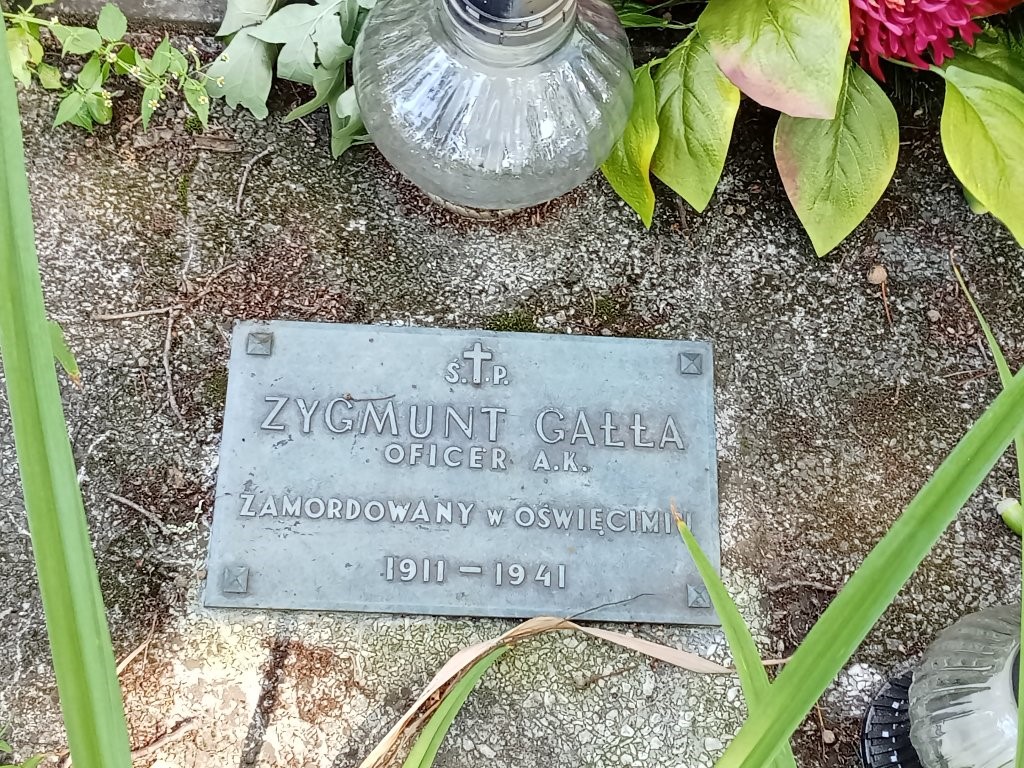 Ś.†P.
ZYGMUNT GAŁŁA
OFICER A.K.
ZAMORDOWANY W OŚWIĘCIMIU
1911 – 1941